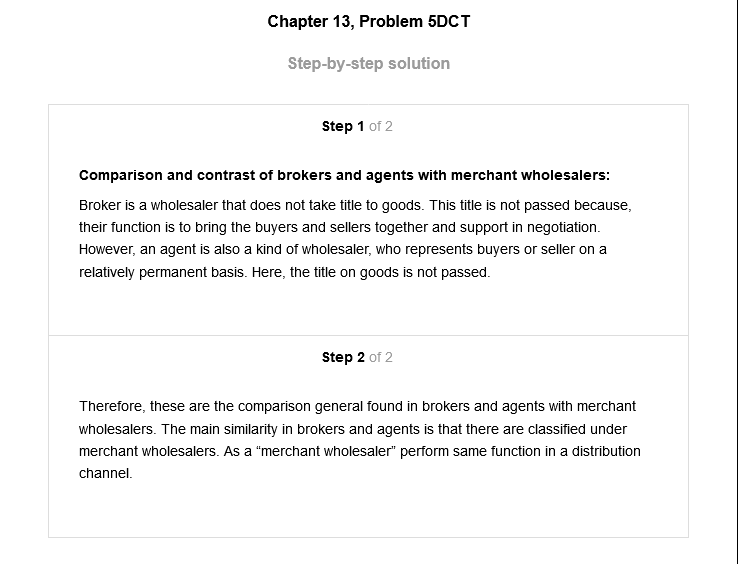 Chapter 13, Problem 5DCT
Step-by-step solution
Step 1 of 2
Comparison and contrast of brokers and agents with merchant wholesalers:
Broker is a wholesaler that does not take title to goods. This title is not passed because,
their function is to bring the buyers and sellers together and support in negotiation.
However, an agent is also a kind of wholesaler, who represents buyers or seller on a
relatively permanent basis. Here, the title on goods is not passed.
Step 2 of 2
Therefore, these are the comparison general found in brokers and agents with merchant
wholesalers. The main similarity in brokers and agents is that there are classified under
merchant wholesalers. As a “merchant wholesaler” perform same function in a distribution
channel.